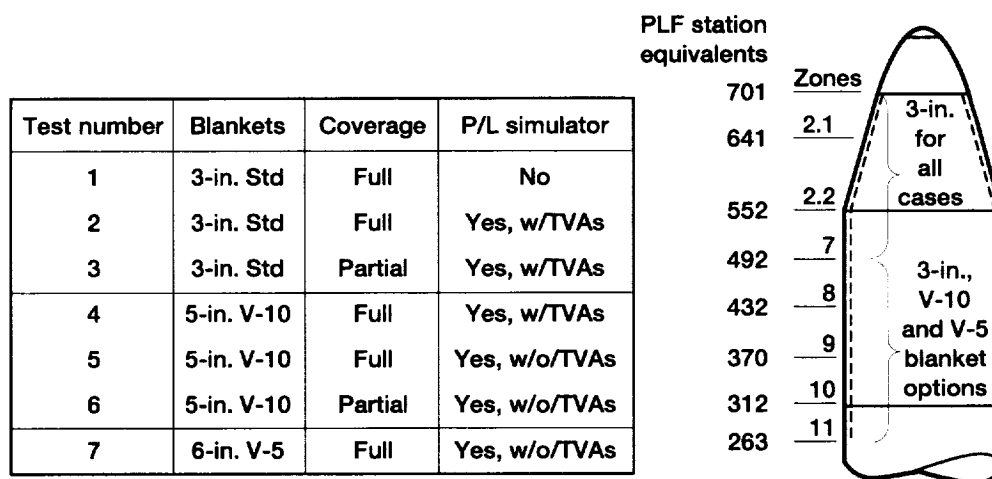 Test number Blankets Coverage P/L simulator
1 3-in. Std Full No
2 3-in. Std Full Yes, w/TVAs
3 3-in. Std Partial Yes, w/TVAs
4 5-in. V-10 Full Yes, w/TVAs
5 5-in. V-10 Full Yes, w/o/TVAs
6 5-in. V-10 Partial Yes, w/o/TVAs
7 6-in. V-5 Full Yes, w/o/TVAs
PLF station
equivalents
Zones
701
641 2.1
552 2.2
492 7
432 8
370 9
312 10
263 11
3-in.
for
all
cases
3-in.,
V-10
and V-5
blanket
options